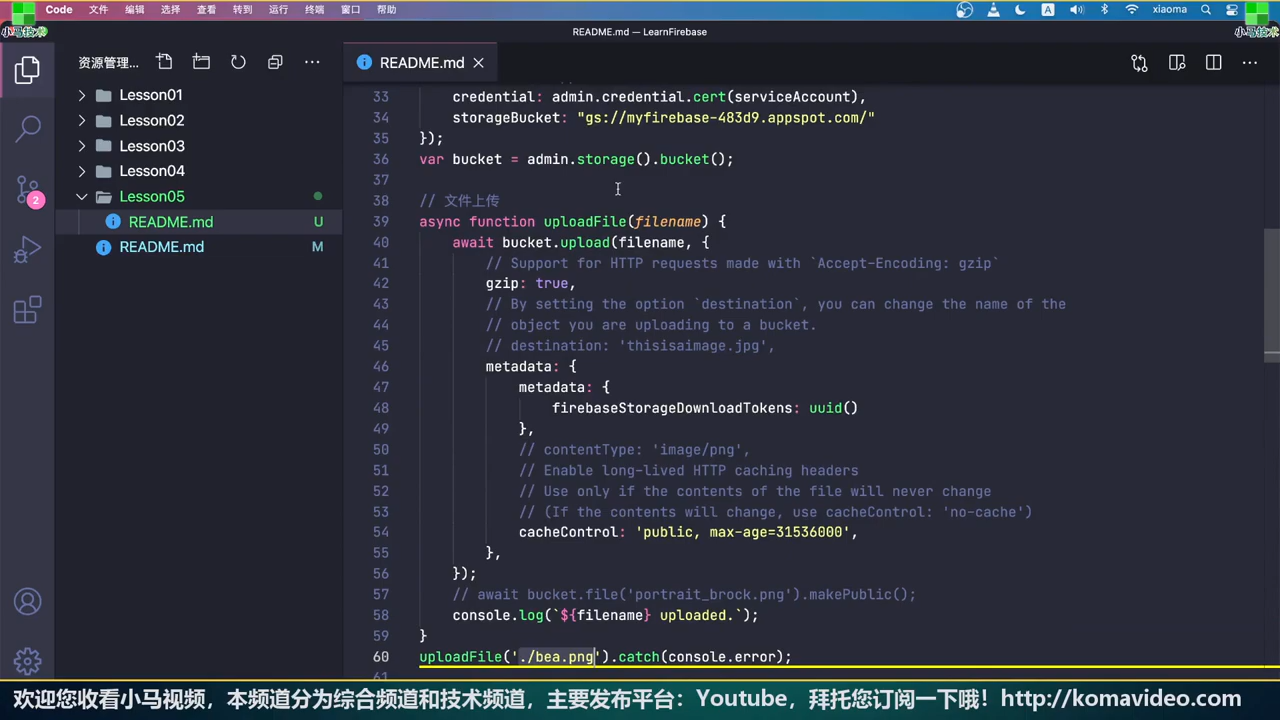 Code 文件 编辑 选择 查看 转到 终端 运行 窗口 帮助 A xiaoma
小马技术
小马技术
README.md — LearnFirebase
资源管理... ···
README.md
Lesson01
Lesson02
Lesson03
Lesson04
Lesson05
README.md U
README.md M
2
33 credential: admin.credential.cert(serviceAccount),
34 storageBucket: "gs://myfirebase-483d9.appspot.com/"
35 });
36 var bucket = admin.storage().bucket();
37
38 // 文件上传
39 async function uploadFile(filename) {
40 await bucket.upload(filename, {
41 // Support for HTTP requests made with `Accept-Encoding: gzip`
42 gzip: true,
43 // By setting the option `destination`, you can change the name of the
44 // object you are uploading to a bucket.
45 // destination: 'thisisaimage.jpg',
46 metadata: {
47 metadata: {
48 firebaseStorageDownloadTokens: uuid()
49 },
50 // contentType: 'image/png',
51 // Enable long-lived HTTP caching headers
52 // Use only if the contents of the file will never change
53 // (If the contents will change, use cacheControl: 'no-cache')
54 cacheControl: 'public, max-age=31536000',
55 },
56 });
57 // await bucket.file('portrait_brock.png').makePublic();
58 console.log(`${filename} uploaded.`);
59 }
60 uploadFile('./bea.png').catch(console.error);
61
欢迎您收看小马视频，本频道分为综合频道和技术频道，主要发布平台：Youtube，拜托您订阅一下哦！http://komavideo.com